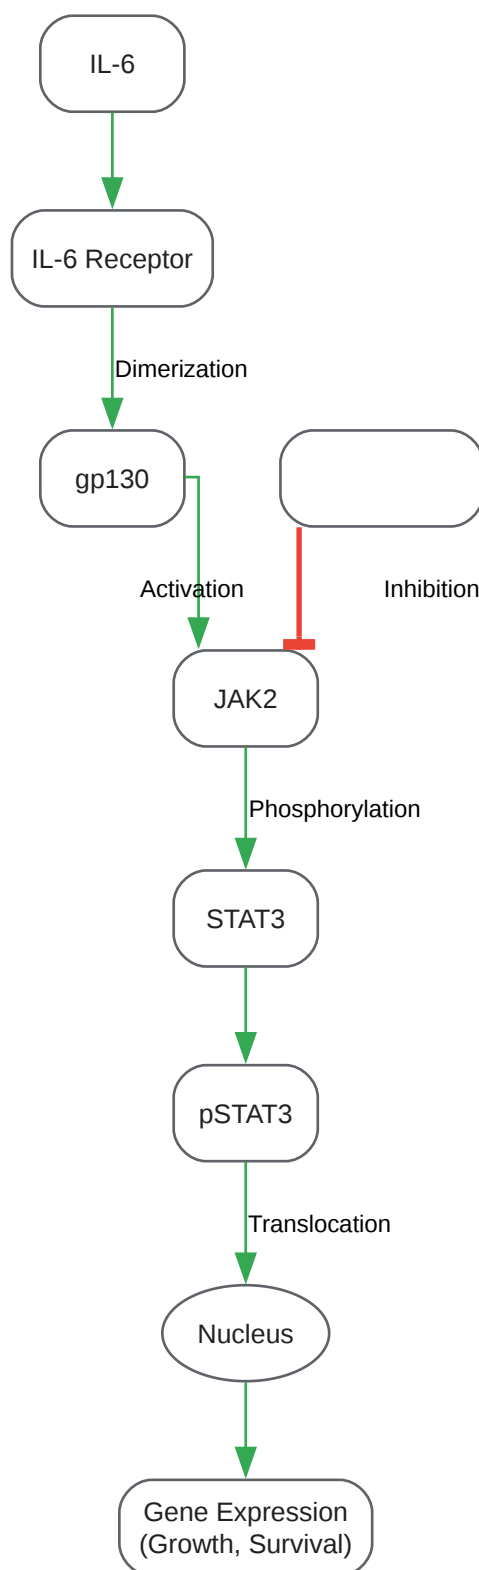 IL-6
IL-6 Receptor
Dimerization
gp130
Activation
Inhibition
JAK2
Phosphorylation
STAT3
pSTAT3
Translocation
Nucleus
Gene Expression
(Growth, Survival)